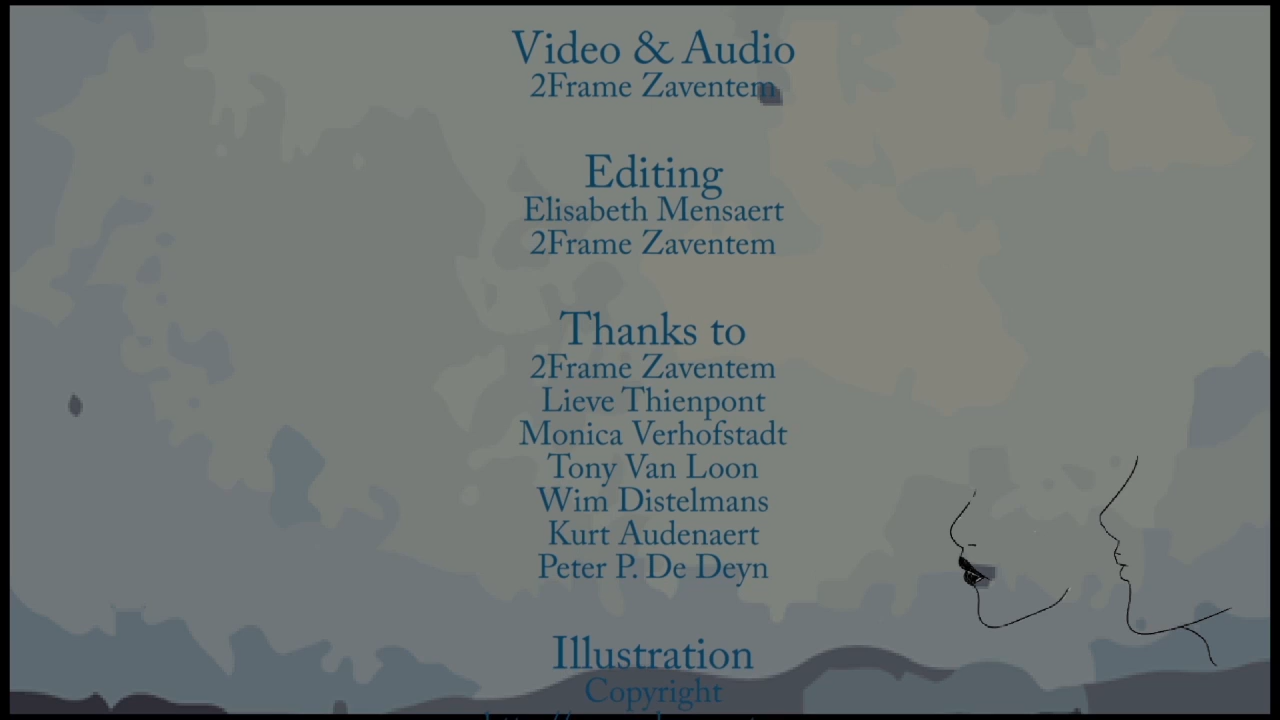 Video & Audio
2Frame Zaventem
Editing
Elisabeth Mensaert
2Frame Zaventem
Thanks to
2Frame Zaventem
Lieve Thienpont
Monica Verhofstadt
Tony Van Loon
Wim Distelmans
Kurt Audenaert
Peter P. De Deyn
Illustration
Copyright